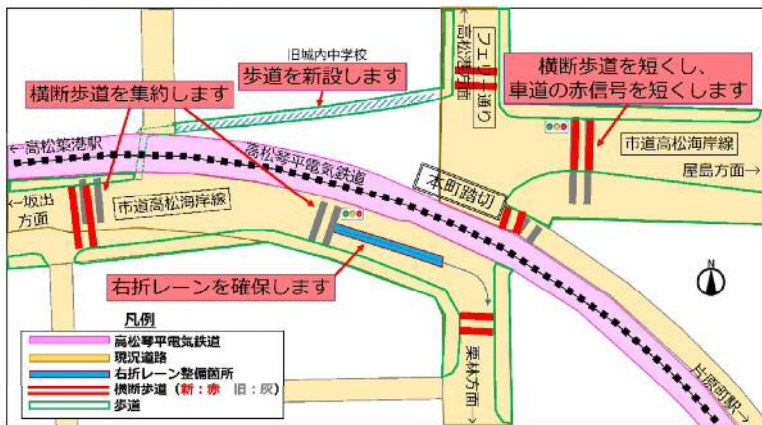 横断歩道を集約します
旧城内中学校
歩道を新設します
←高松港方面
フェリー通り
横断歩道を短くし、
車道の赤信号を短くします
←高松築港駅
高松琴平電気鉄道
本町踏切
市道高松海岸線
屋島方面→
←坂出
方面
市道高松海岸線
右折レーンを確保します
N
栗林方面→
片原町駅→
凡例
高松琴平電気鉄道
現況道路
右折レーン整備箇所
横断歩道（新：赤　旧：灰）
歩道